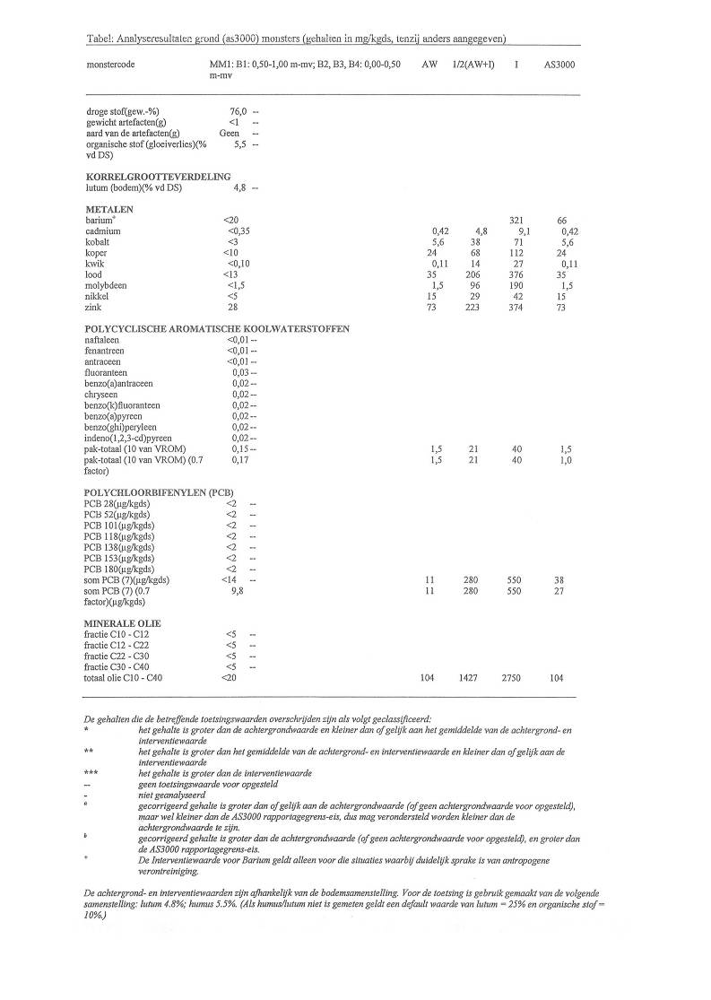 Tabel: Analyseresultaten grond (as3000) monsters (gehalten in mg/kgds, tenzij anders aangegeven)
monstercode MM1: B1: 0,50-1,00 m-mv; B2, B3, B4: 0,00-0,50 AW 1/2(AW+I) I AS3000
m-mv
droge stof(gew.-%) 76,0 --
gewicht artefacten(g) <1 --
aard van de artefacten(g) Geen --
organische stof (gloeiverlies)(% 5,5 --
vd DS)
KORRELGROOTTEVERDELING
lutum (bodem)(% vd DS) 4,8 --
METALEN
barium+ <20 321 66
cadmium <0,35 0,42 4,8 9,1 0,42
kobalt <3 5,6 38 71 5,6
koper <10 24 68 112 24
kwik <0,10 0,11 14 27 0,11
lood <13 35 206 376 35
molybdeen <1,5 1,5 96 190 1,5
nikkel <5 15 29 42 15
zink 28 73 223 374 73
POLYCYCLISCHE AROMATISCHE KOOLWATERSTOFFEN
naftaleen <0,01 --
fenantreen <0,01 --
antraceen <0,01 --
fluoranteen 0,03 --
benzo(a)antraceen 0,02 --
chryseen 0,02 --
benzo(k)fluoranteen 0,02 --
benzo(a)pyreen 0,02 --
benzo(ghi)peryleen 0,02 --
indeno(1,2,3-cd)pyreen 0,02 --
pak-totaal (10 van VROM) 0,15 -- 1,5 21 40 1,5
pak-totaal (10 van VROM) (0.7 0,17 1,5 21 40 1,0
factor)
POLYCHLOORBIFENYLEN (PCB)
PCB 28(µg/kgds) <2 --
PCB 52(µg/kgds) <2 --
PCB 101(µg/kgds) <2 --
PCB 118(µg/kgds) <2 --
PCB 138(µg/kgds) <2 --
PCB 153(µg/kgds) <2 --
PCB 180(µg/kgds) <2 --
som PCB (7)(µg/kgds) <14 -- 11 280 550 38
som PCB (7) (0.7 9,8 11 280 550 27
factor)(µg/kgds)
MINERALE OLIE
fractie C10 - C12 <5 --
fractie C12 - C22 <5 --
fractie C22 - C30 <5 --
fractie C30 - C40 <5 --
totaal olie C10 - C40 <20 104 1427 2750 104
De gehalten die de betreffende toetsingswaarden overschrijden zijn als volgt geclassificeerd:
* het gehalte is groter dan de achtergrondwaarde en kleiner dan of gelijk aan het gemiddelde van de achtergrond- en
interventiewaarde
** het gehalte is groter dan het gemiddelde van de achtergrond- en interventiewaarde en kleiner dan of gelijk aan de
interventiewaarde
*** het gehalte is groter dan de interventiewaarde
-- geen toetsingswaarde voor opgesteld
- niet geanalyseerd
a gecorrigeerd gehalte is groter dan of gelijk aan de achtergrondwaarde (of geen achtergrondwaarde voor opgesteld),
maar wel kleiner dan de AS3000 rapportagegrens-eis, dus mag verondersteld worden kleiner dan de
achtergrondwaarde te zijn.
b gecorrigeerd gehalte is groter dan de achtergrondwaarde (of geen achtergrondwaarde voor opgesteld), en groter dan
de AS3000 rapportagegrens-eis.
+ De Interventiewaarde voor Barium geldt alleen voor die situaties waarbij duidelijk sprake is van antropogene
verontreiniging.
De achtergrond- en interventiewaarden zijn afhankelijk van de bodemsamenstelling. Voor de toetsing is gebruik gemaakt van de volgende
samenstelling: lutum 4.8%; humus 5.5%. (Als humus/lutum niet is gemeten geldt een default waarde van lutum = 25% en organische stof =
10%.)